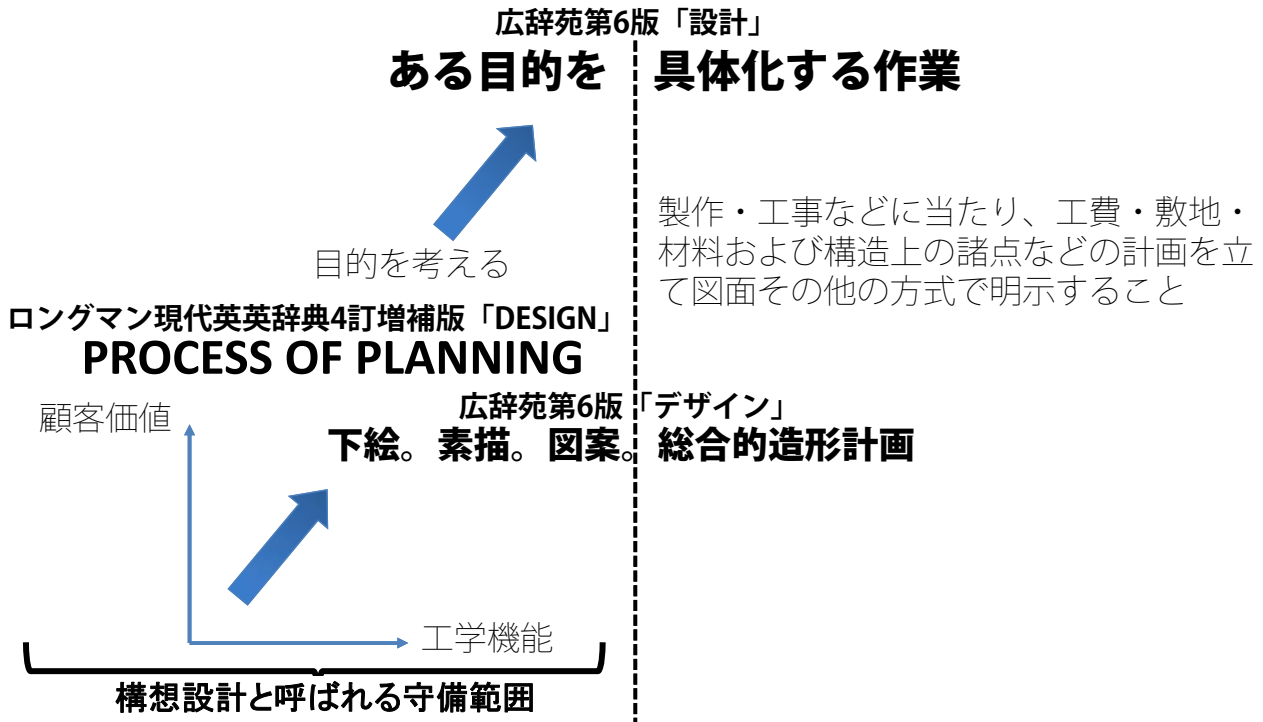 広辞苑第6版「設計」
ある目的を 具体化する作業
目的を考える
製作・工事などに当たり、工費・敷地・
材料および構造上の諸点などの計画を立
て図面その他の方式で明示すること
ロングマン現代英英辞典4訂増補版「DESIGN」
PROCESS OF PLANNING
広辞苑第6版「デザイン」
下絵。素描。図案。総合的造形計画
顧客価値
工学機能
構想設計と呼ばれる守備範囲